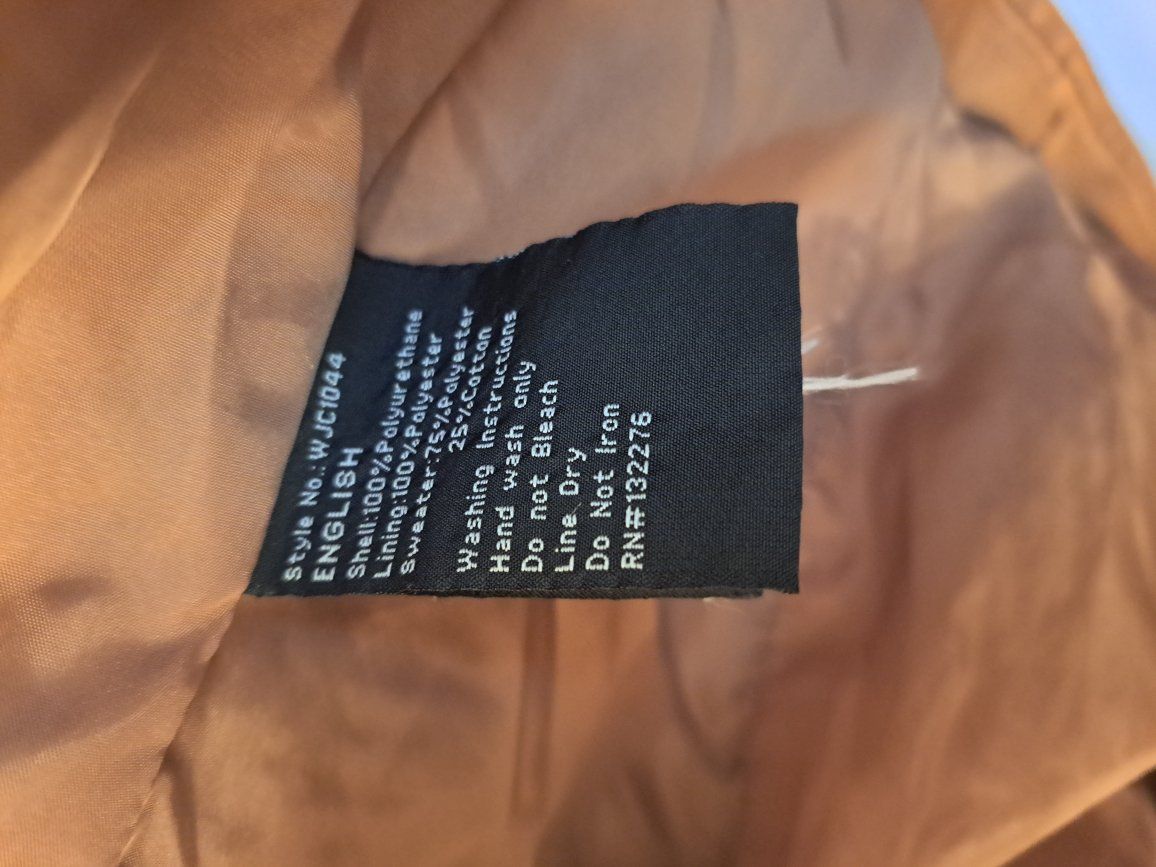 Style No.:WJC1044
ENGLISH
Shell:100%Polyurethane
Lining:100%Polyester
Sweater:75%Polyester
25%Cotton
Washing Instructions
Hand wash only
Do not Bleach
Line Dry
Do Not Iron
RN#132276